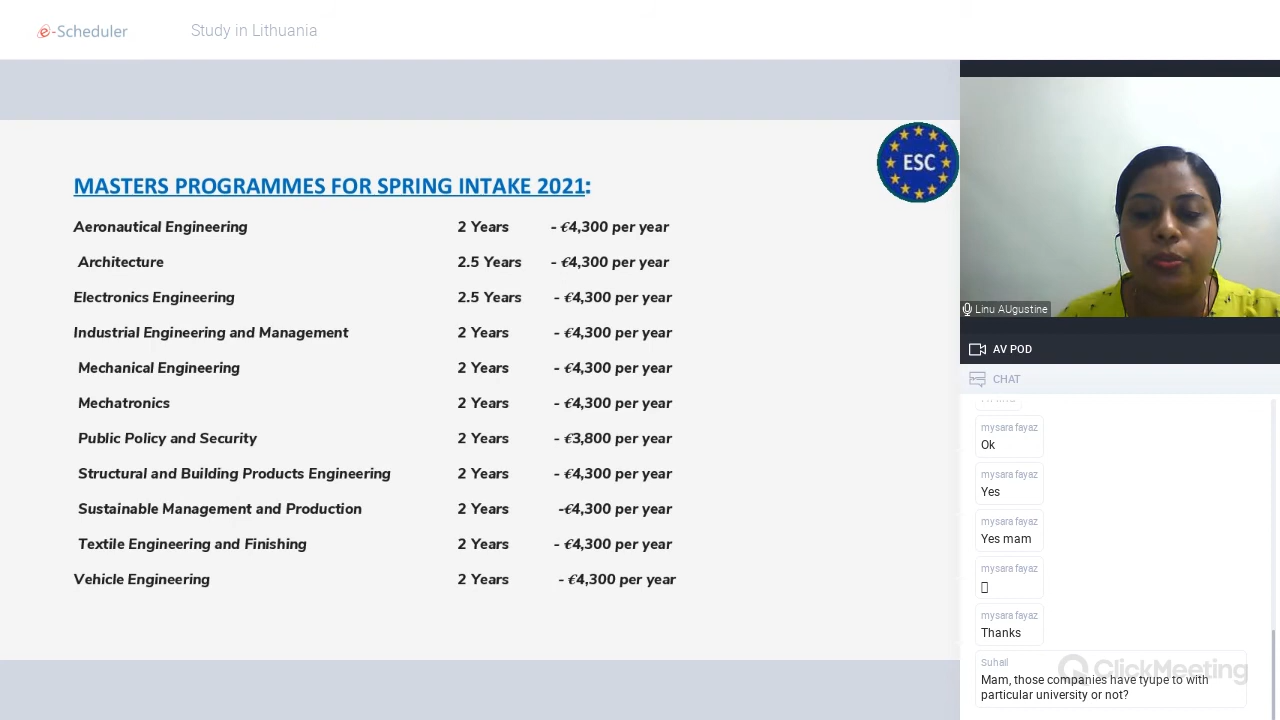 e-Scheduler
Study in Lithuania
ESC
MASTERS PROGRAMMES FOR SPRING INTAKE 2021:
Aeronautical Engineering 2 Years - €4,300 per year
Architecture 2.5 Years - €4,300 per year
Electronics Engineering 2.5 Years - €4,300 per year
Industrial Engineering and Management 2 Years - €4,300 per year
Mechanical Engineering 2 Years - €4,300 per year
Mechatronics 2 Years - €4,300 per year
Public Policy and Security 2 Years - €3,800 per year
Structural and Building Products Engineering 2 Years - €4,300 per year
Sustainable Management and Production 2 Years -€4,300 per year
Textile Engineering and Finishing 2 Years - €4,300 per year
Vehicle Engineering 2 Years - €4,300 per year
Linu AUgustine
AV POD
CHAT
mysara fayaz
Ok
mysara fayaz
Yes
mysara fayaz
Yes mam
mysara fayaz
mysara fayaz
Thanks
Suhail
Mam, those companies have tyupe to with
particular university or not?
ClickMeeting